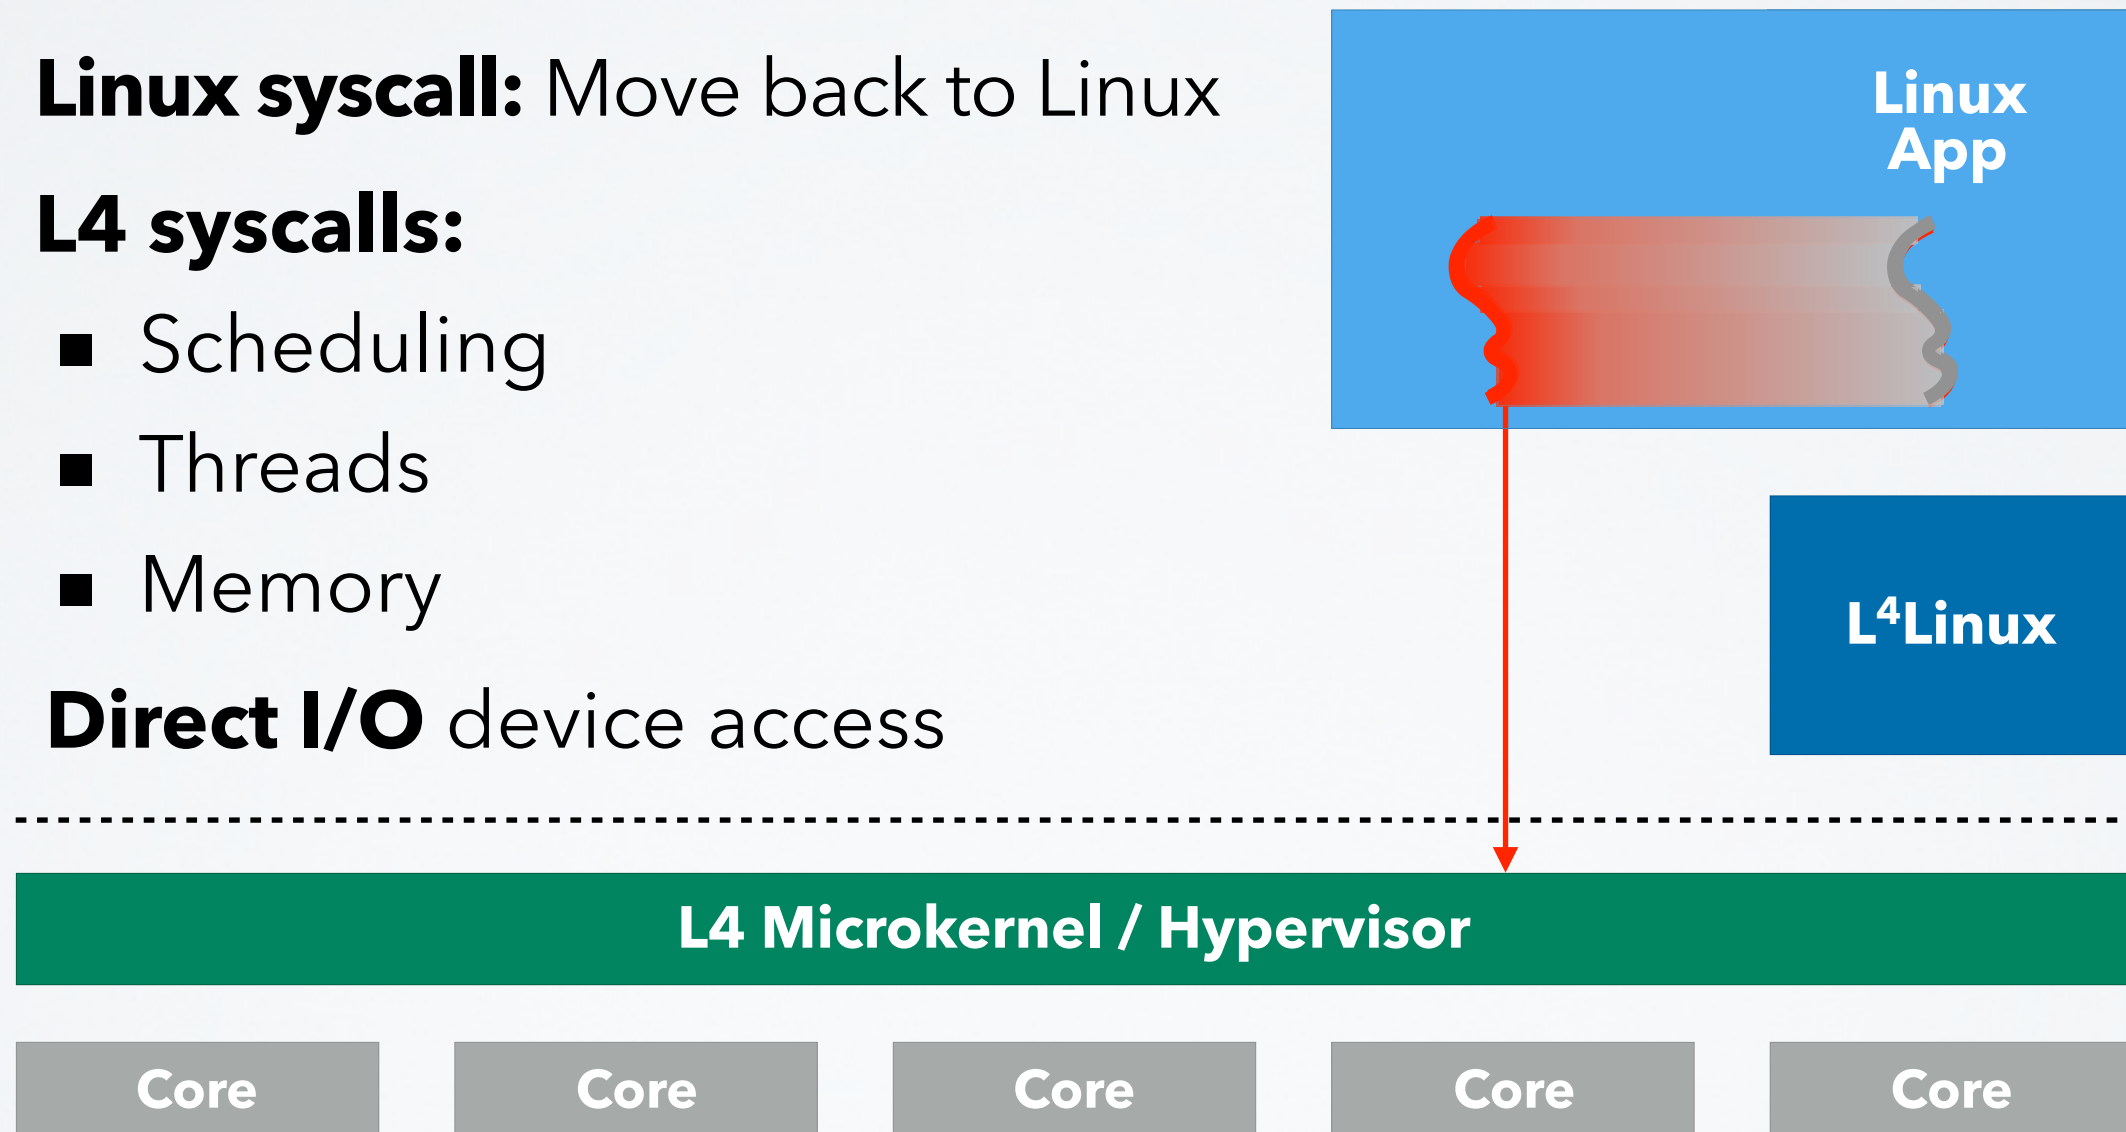 Linux syscall: Move back to Linux
L4 syscalls:
■ Scheduling
■ Threads
■ Memory
Direct I/O device access
Linux
App
L⁴Linux
L4 Microkernel / Hypervisor
Core Core Core Core Core